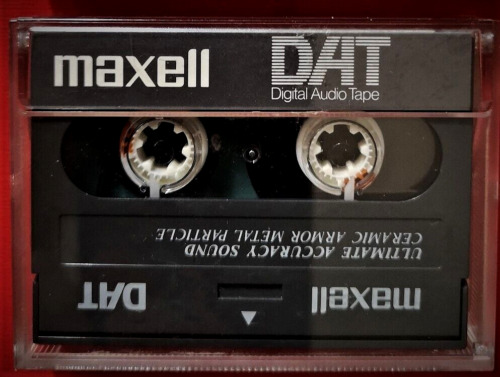 maxell
DAT
Digital Audio Tape
ULTIMATE ACCURACY SOUND
CERAMIC ARMOR METAL PARTICLE
maxell
DAT